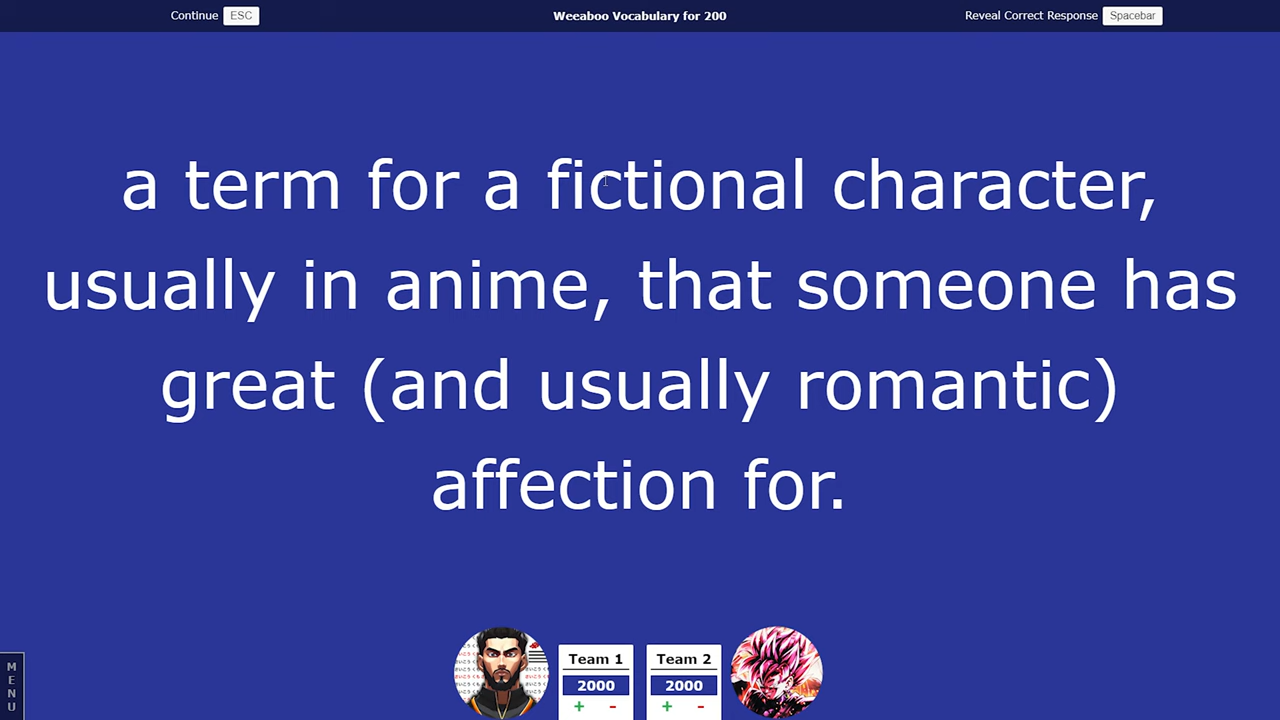 Continue ESC
Weeaboo Vocabulary for 200
Reveal Correct Response Spacebar
a term for a fictional character,
usually in anime, that someone has
great (and usually romantic)
affection for.
MENU
Team 1
2000
+ -
Team 2
2000
+ -